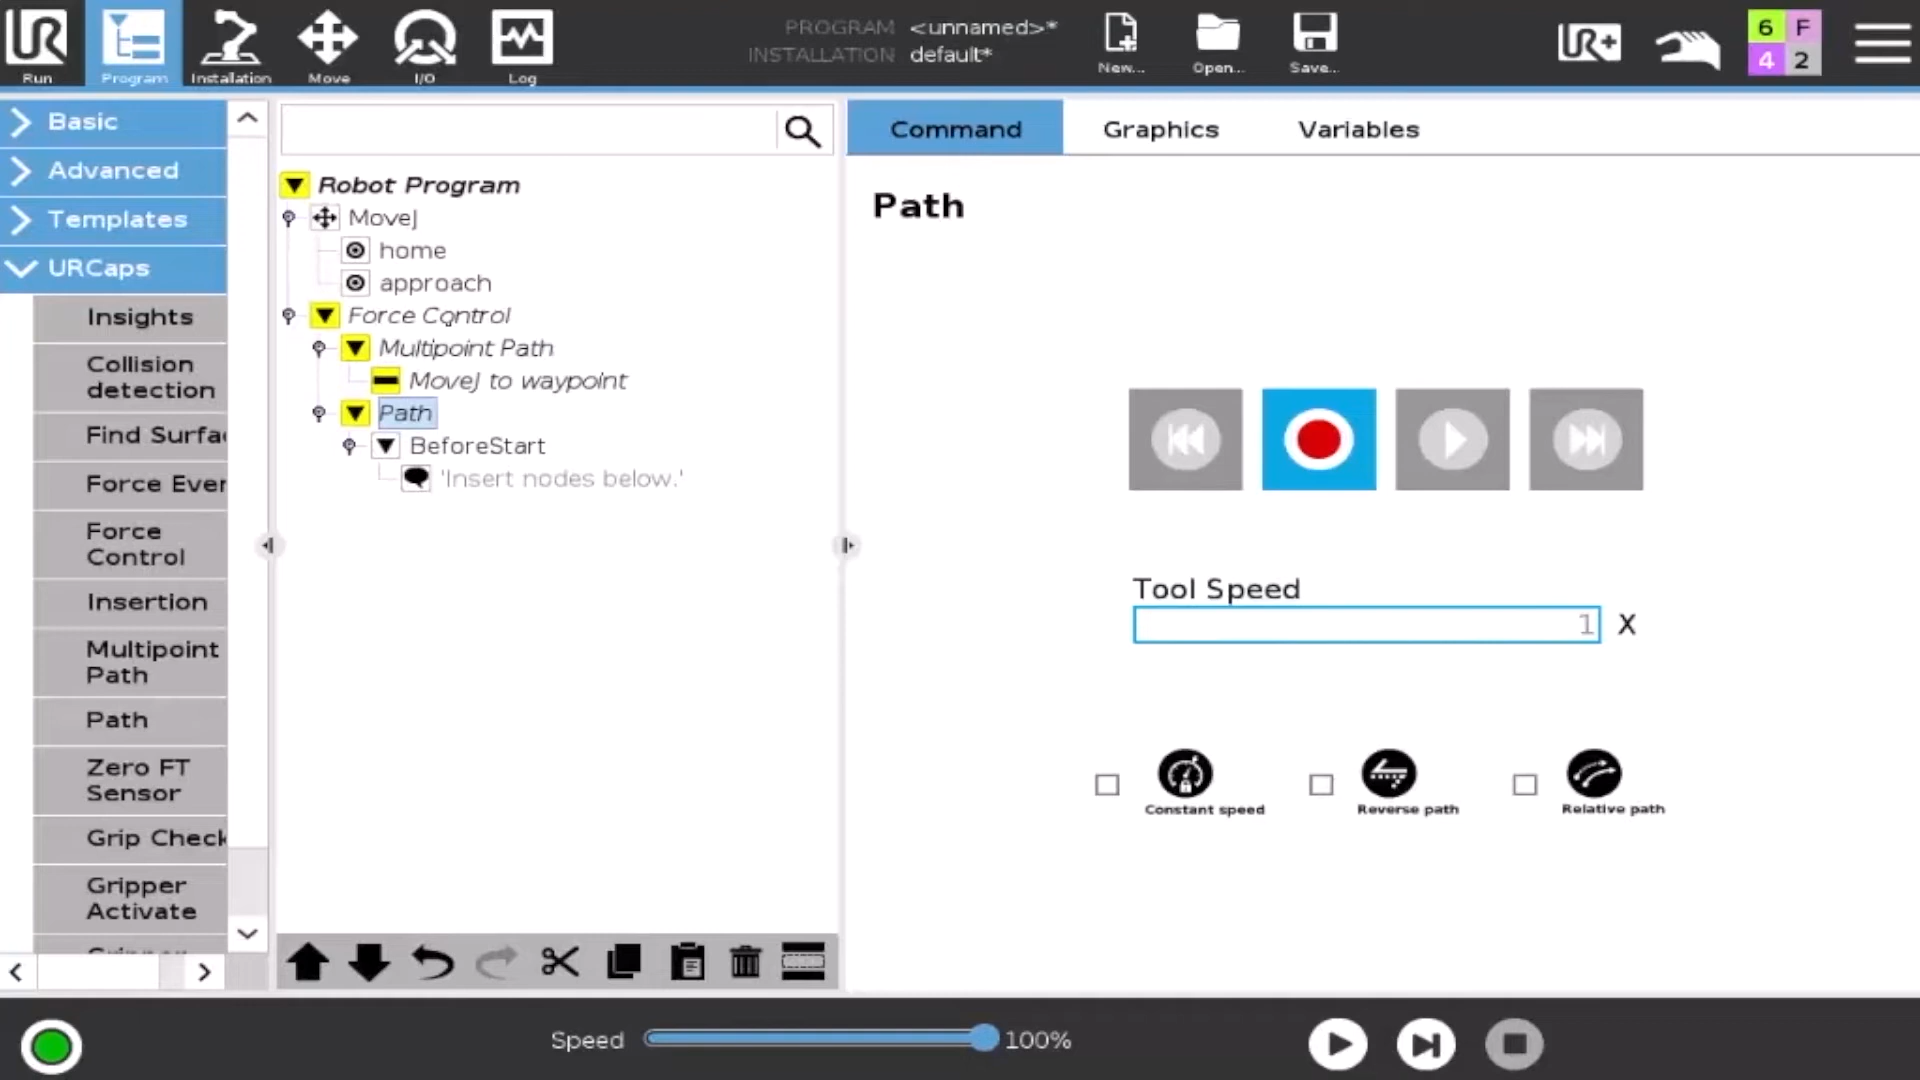 UR
Run
Program
Installation
Move
I/O
Log
PROGRAM <unnamed>*
INSTALLATION default*
New...
Open...
Save...
UR+
6 F
4 2
Basic
Advanced
Templates
URCaps
Insights
Collision
detection
Find Surfa
Force Ever
Force
Control
Insertion
Multipoint
Path
Path
Zero FT
Sensor
Grip Check
Gripper
Activate
Robot Program
MoveJ
home
approach
Force Control
Multipoint Path
MoveJ to waypoint
Path
BeforeStart
'Insert nodes below.'
Command
Graphics
Variables
Path
Tool Speed
1 X
Constant speed
Reverse path
Relative path
Speed 100%